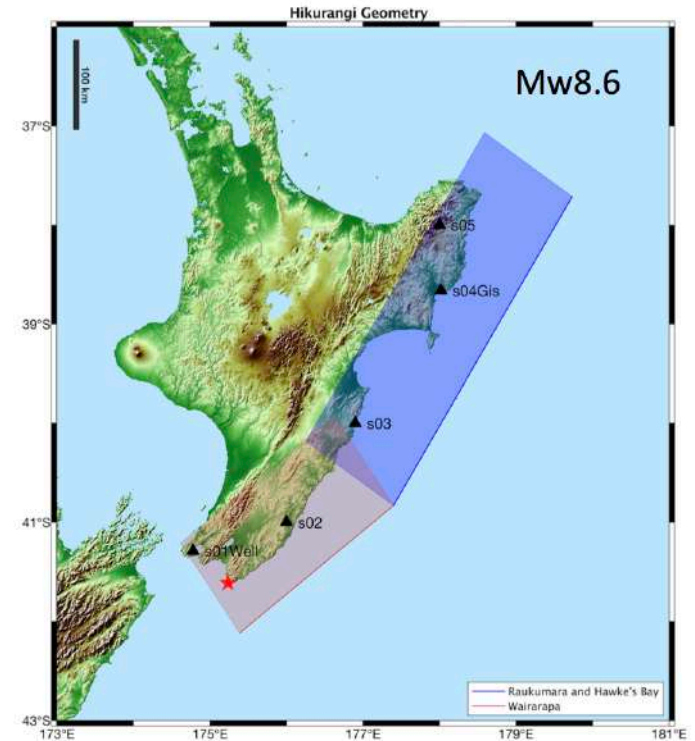 Hikurangi Geometry
100 km
Mw8.6
37°S
s05
s04Gis
39°S
s03
41°S
s02
s01Well
Raukumara and Hawke's Bay
Wairarapa
43°S
173°E
175°E
177°E
179°E
181°E